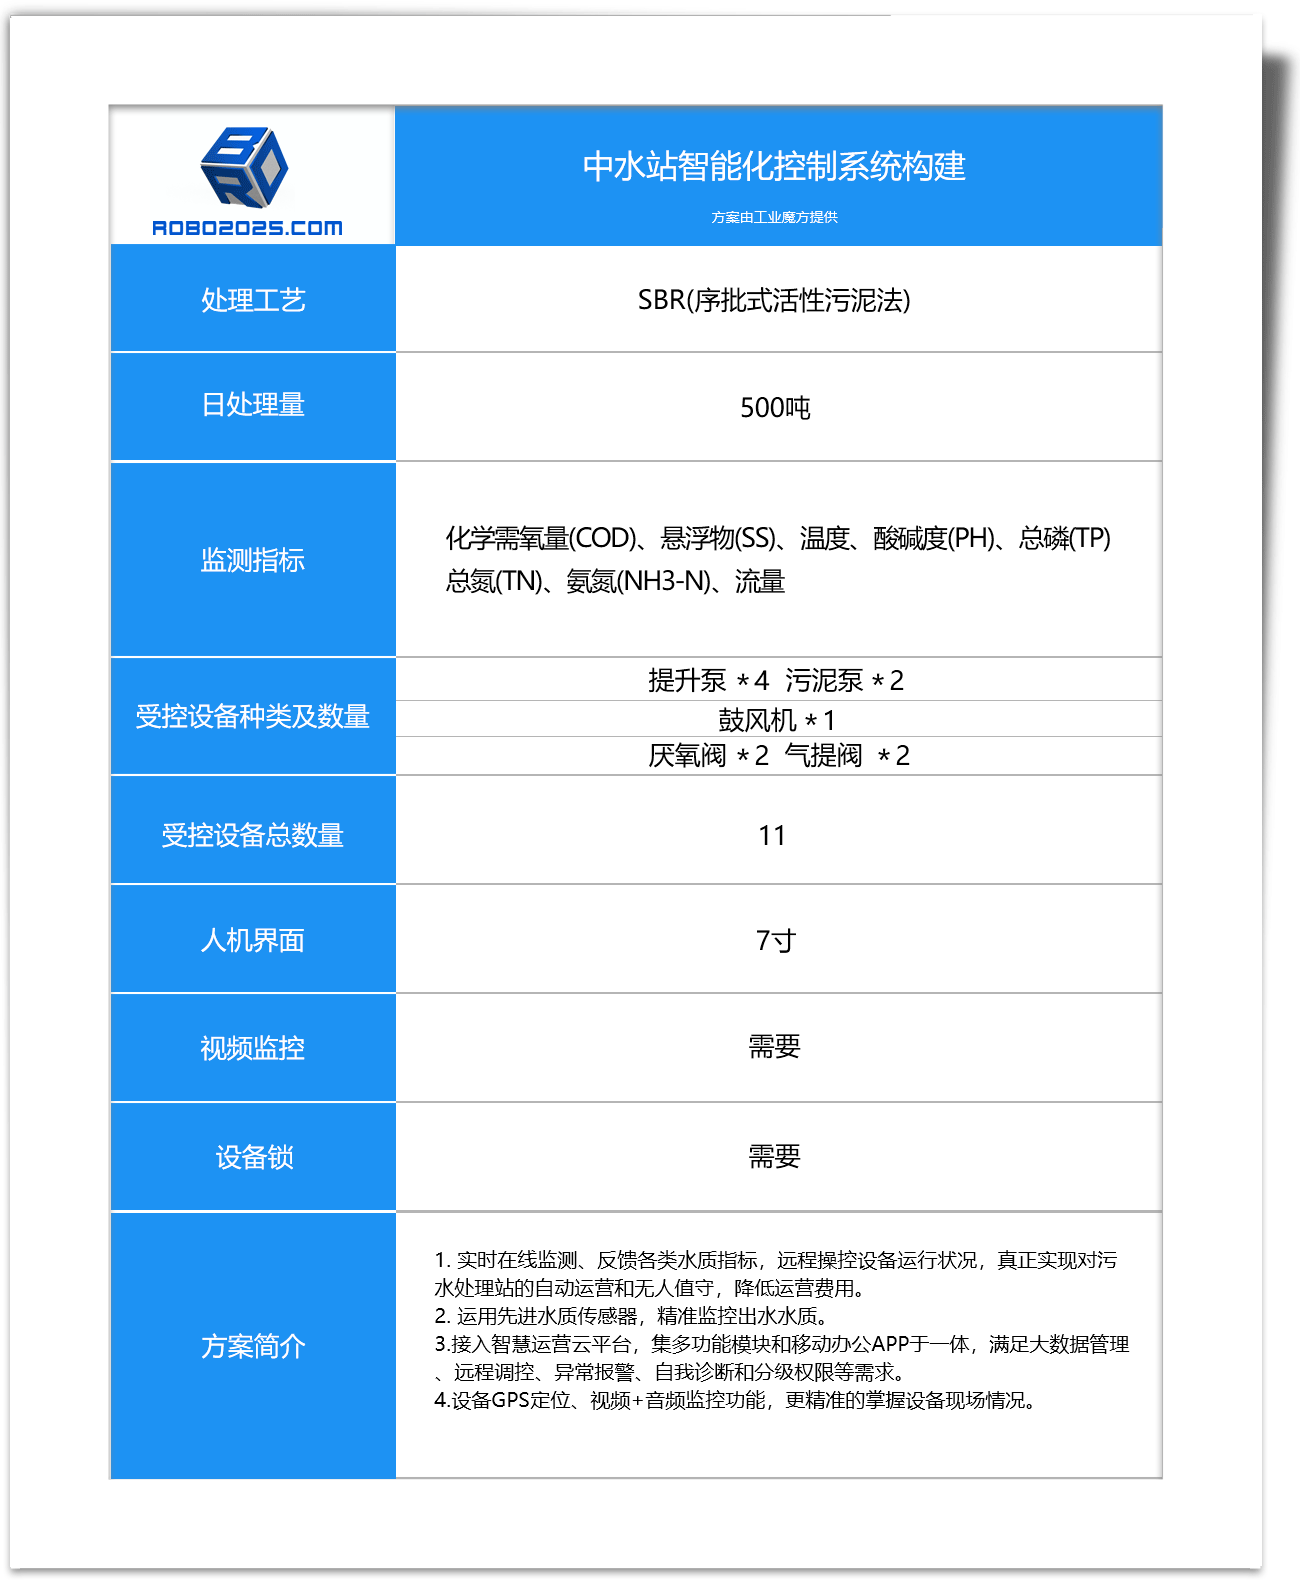 BRO
ROBO2025.COM
中水站智能化控制系统构建
方案由工业魔方提供
处理工艺
SBR(序批式活性污泥法)
日处理量
500吨
监测指标
化学需氧量(COD)、悬浮物(SS)、温度、酸碱度(PH)、总磷(TP)
总氮(TN)、氨氮(NH3-N)、流量
受控设备种类及数量
提升泵 *4 污泥泵 *2
鼓风机 *1
厌氧阀 *2 气提阀 *2
受控设备总数量
11
人机界面
7寸
视频监控
需要
设备锁
需要
方案简介
1. 实时在线监测、反馈各类水质指标，远程操控设备运行状况，真正实现对污
水处理站的自动运营和无人值守，降低运营费用。
2. 运用先进水质传感器，精准监控出水水质。
3.接入智慧运营云平台，集多功能模块和移动办公APP于一体，满足大数据管理
、远程调控、异常报警、自我诊断和分级权限等需求。
4.设备GPS定位、视频+音频监控功能，更精准的掌握设备现场情况。